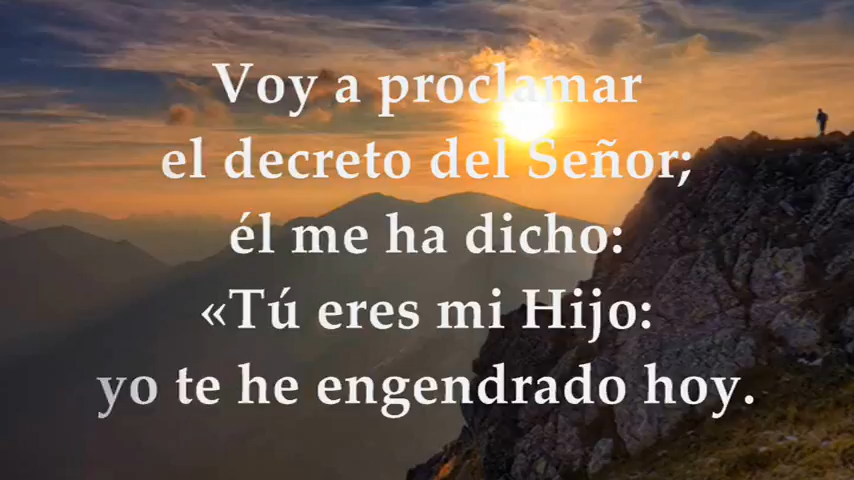 Voy a proclamar
el decreto del Señor;
él me ha dicho:
«Tú eres mi Hijo:
yo te he engendrado hoy.